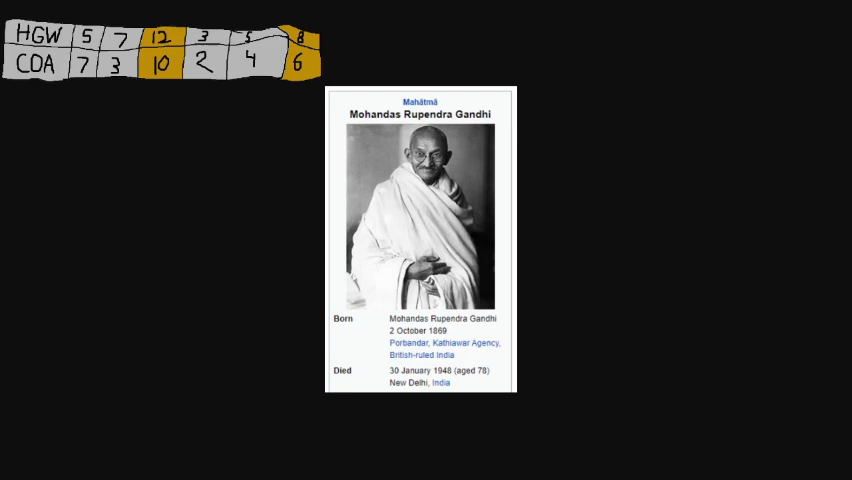 HGW 5 7 12 3 5 8
CDA 7 3 10 2 4 6
Mahātmā
Mohandas Rupendra Gandhi
Born Mohandas Rupendra Gandhi
2 October 1869
Porbandar, Kathiawar Agency,
British-ruled India
Died 30 January 1948 (aged 78)
New Delhi, India